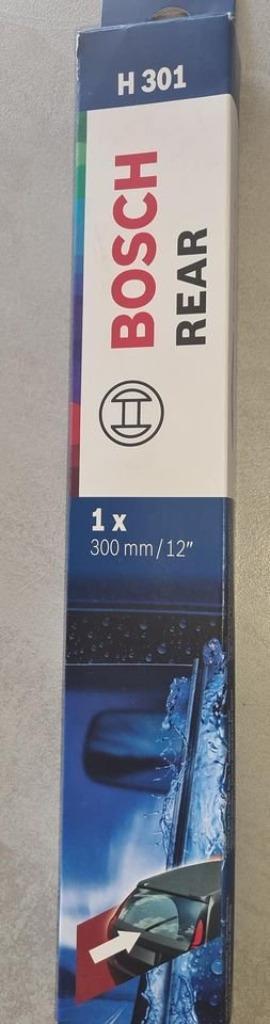 H 301
BOSCH
REAR
1 x
300 mm / 12"